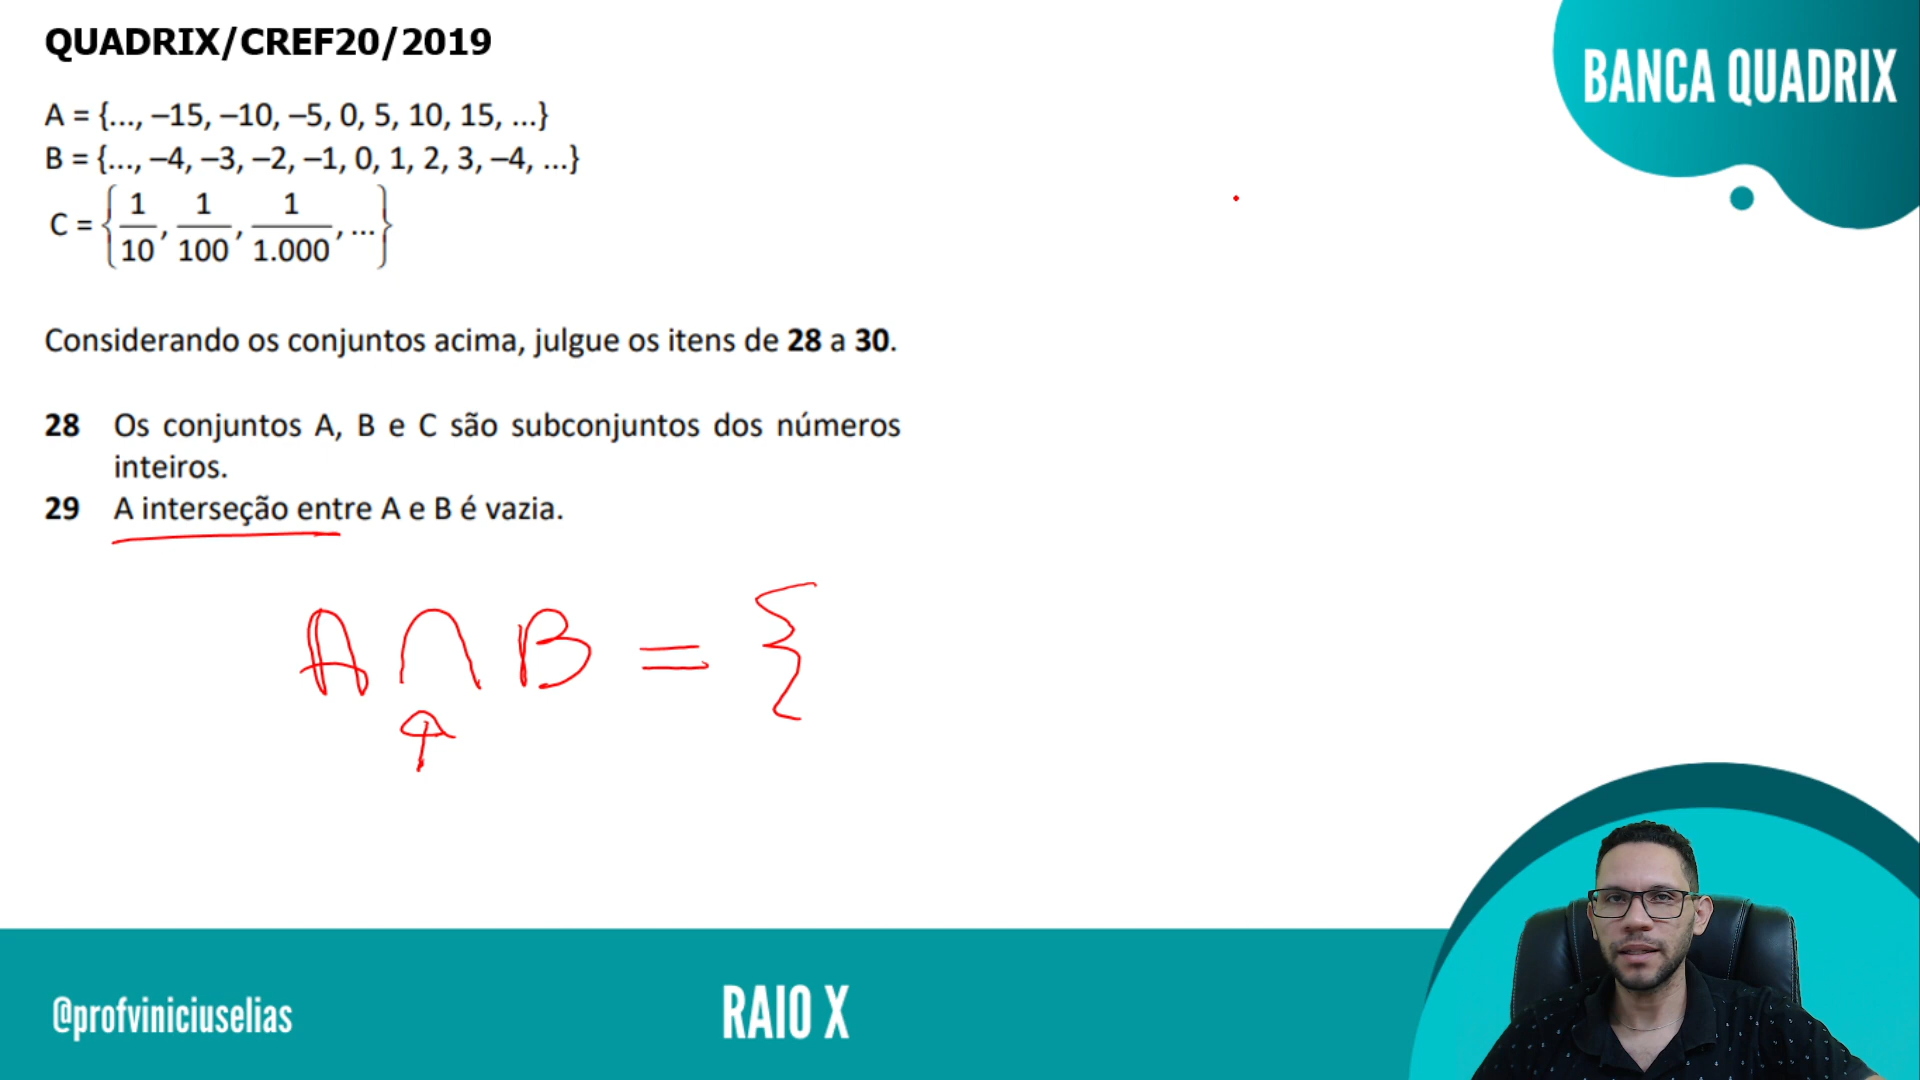 QUADRIX/CREF20/2019
BANCA QUADRIX
A = {..., –15, –10, –5, 0, 5, 10, 15, ...}
B = {..., –4, –3, –2, –1, 0, 1, 2, 3, –4, ...}
C = {1/10, 1/100, 1/1.000, ...}
Considerando os conjuntos acima, julgue os itens de 28 a 30.
28 Os conjuntos A, B e C são subconjuntos dos números
inteiros.
29 A interseção entre A e B é vazia.
A ∩ B = {
@profviniciuselias
RAIO X